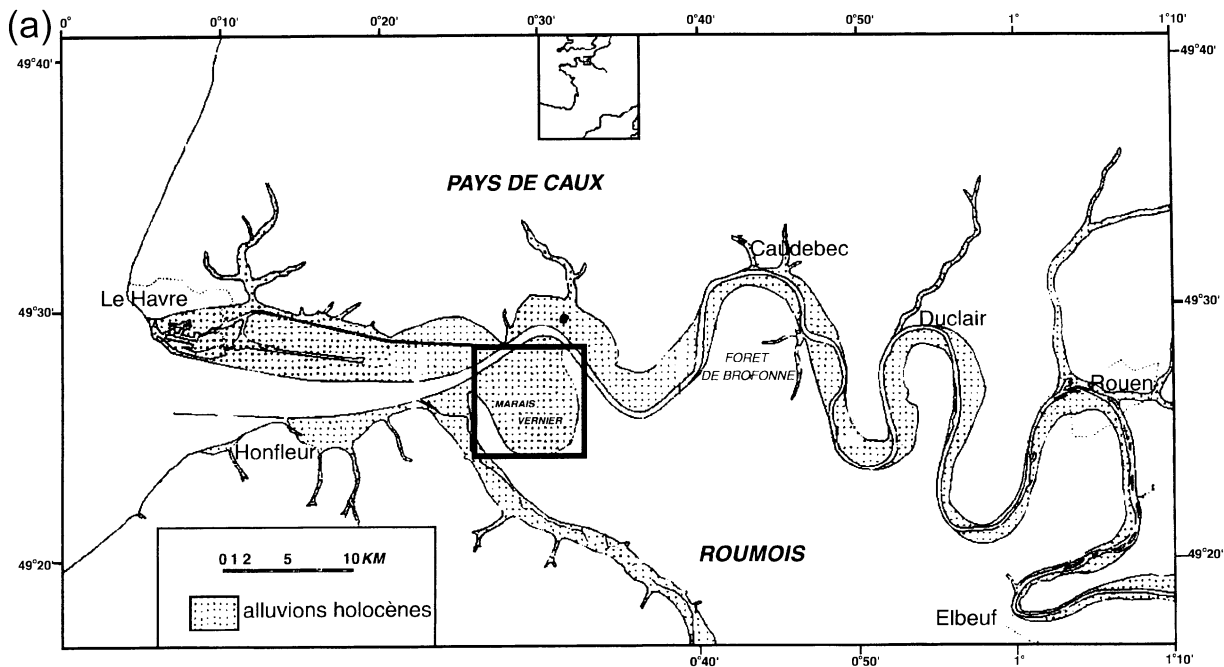 (a)
0° 0°10' 0°20' 0°30' 0°40' 0°50' 1° 1°10'
49°40' 49°40'
PAYS DE CAUX
Caudebec
Le Havre
49°30' 49°30'
Duclair
FORET
DE BROFONNE
Rouen
MARAIS
VERNIER
Honfleur
0 1 2 5 10 KM
ROUMOIS
49°20' 49°20'
alluvions holocènes
Elbeuf
0°40' 0°50' 1° 1°10'